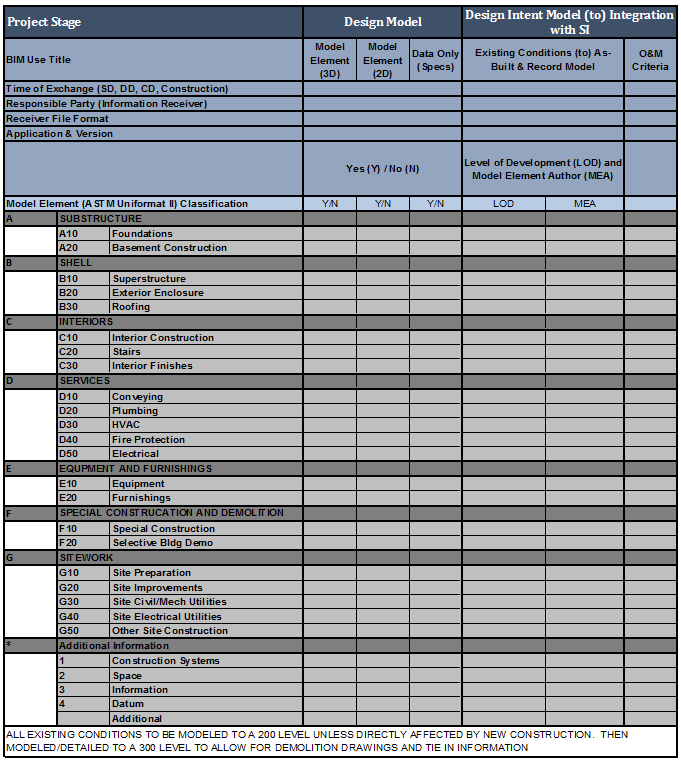 Project Stage Design Model Design Intent Model (to) Integration with SI
BIM Use Title Model Element (3D) Model Element (2D) Data Only (Specs) Existing Conditions (to) As-Built & Record Model O&M Criteria
Time of Exchange (SD, DD, CD, Construction)
Responsible Party (Information Receiver)
Receiver File Format
Application & Version
Yes (Y) / No (N) Level of Development (LOD) and Model Element Author (MEA)
Model Element (ASTM Uniformat II) Classification Y/N Y/N Y/N LOD MEA
A SUBSTRUCTURE
A10 Foundations
A20 Basement Construction
B SHELL
B10 Superstructure
B20 Exterior Enclosure
B30 Roofing
C INTERIORS
C10 Interior Construction
C20 Stairs
C30 Interior Finishes
D SERVICES
D10 Conveying
D20 Plumbing
D30 HVAC
D40 Fire Protection
D50 Electrical
E EQUPMENT AND FURNISHINGS
E10 Equipment
E20 Furnishings
F SPECIAL CONSTRUCATION AND DEMOLITION
F10 Special Construction
F20 Selective Bldg Demo
G SITEWORK
G10 Site Preparation
G20 Site Improvements
G30 Site Civil/Mech Utilities
G40 Site Electrical Utilities
G50 Other Site Construction
* Additional Information
1 Construction Systems
2 Space
3 Information
4 Datum
Additional
ALL EXISTING CONDITIONS TO BE MODELED TO A 200 LEVEL UNLESS DIRECTLY AFFECTED BY NEW CONSTRUCTION. THEN
MODELED/DETAILED TO A 300 LEVEL TO ALLOW FOR DEMOLITION DRAWINGS AND TIE IN INFORMATION